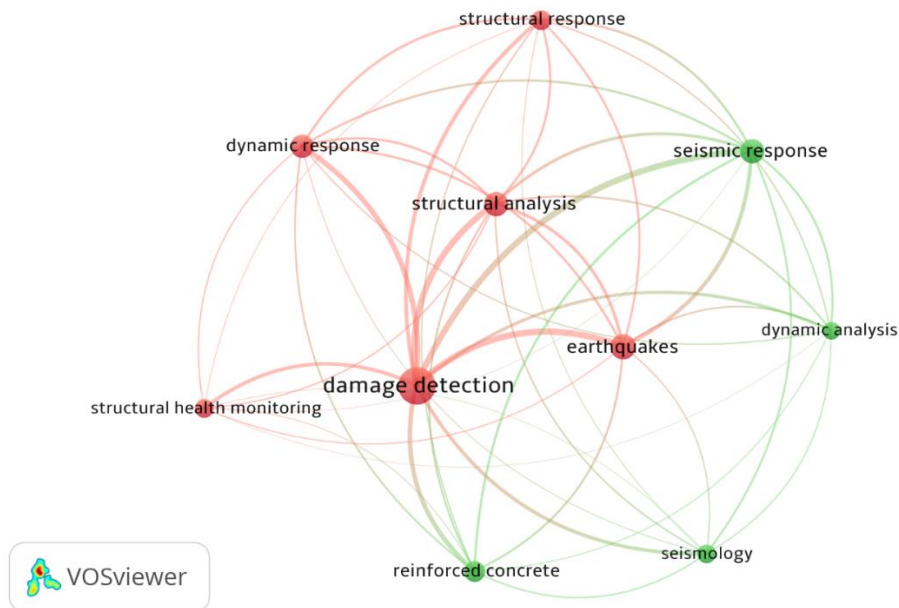 structural response
dynamic response
seismic response
structural analysis
dynamic analysis
earthquakes
damage detection
structural health monitoring
seismology
reinforced concrete
VOSviewer